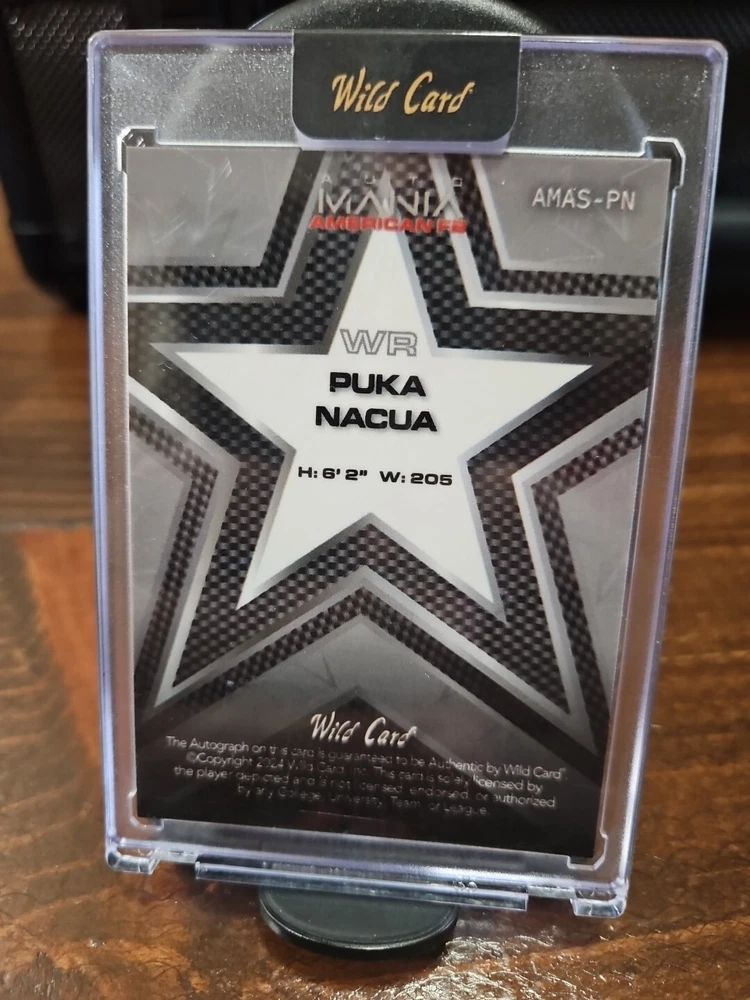 Wild Card
AUTO
MANIA
AMERICAN FB
AMAS-PN
WR
PUKA
NACUA
H: 6' 2" W: 205
Wild Card
The Autograph on this card is guaranteed to be Authentic by Wild Card®
©Copyright 2024 Wild Card, Inc. This card is solely licensed by
the player depicted and is not licensed, endorsed, or authorized
by any College, University, Team, or League.